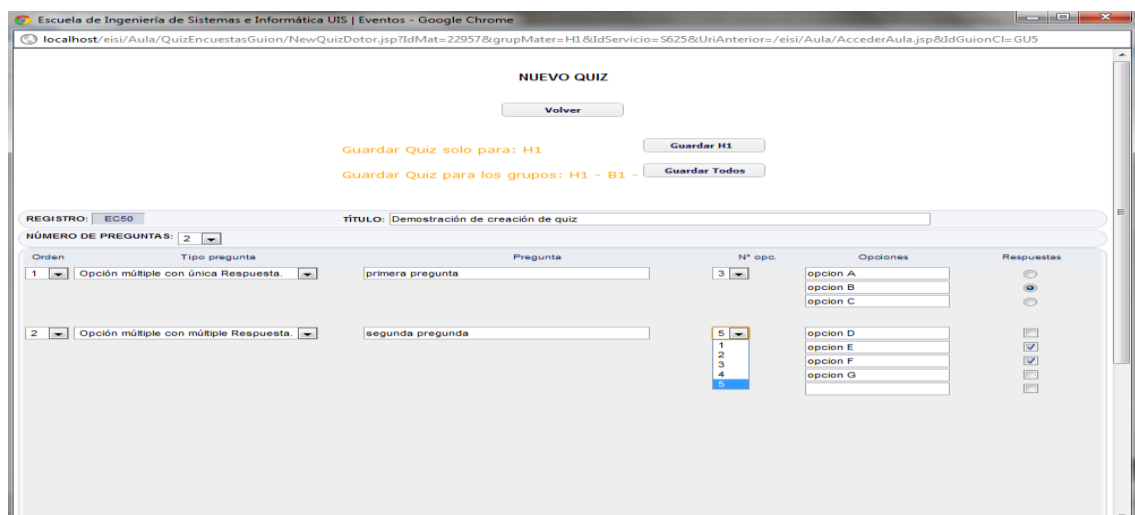 Escuela de Ingeniería de Sistemas e Informática UIS | Eventos - Google Chrome
localhost/eisi/Aula/QuizEncuestasGuion/NewQuizDotor.jsp?IdMat=22957&grupMater=H1&IdServicio=S625&UriAnterior=/eisi/Aula/AccederAula.jsp&IdGuionCl=GU5
NUEVO QUIZ
Volver
Guardar Quiz solo para: H1 Guardar H1
Guardar Quiz para los grupos: H1 - B1 - Guardar Todos
REGISTRO: EC50 TÍTULO: Demostración de creación de quiz
NÚMERO DE PREGUNTAS: 2
Orden Tipo pregunta Pregunta N° opc. Opciones Respuestas
1 Opción múltiple con única Respuesta. primera pregunta 3 opcion A
opcion B
opcion C
2 Opción múltiple con múltiple Respuesta. segunda pregunda 5 opcion D
1 opcion E
2
3 opcion F
4 opcion G
5